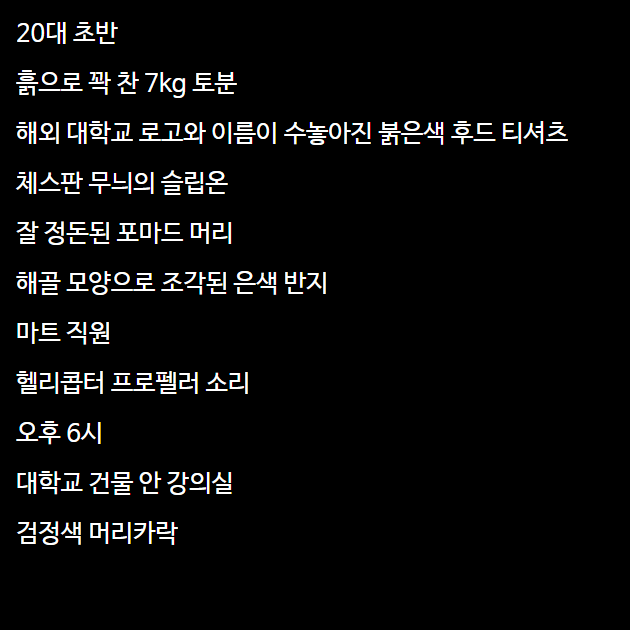 20대 초반
흙으로 꽉 찬 7kg 토분
해외 대학교 로고와 이름이 수놓아진 붉은색 후드 티셔츠
체스판 무늬의 슬립온
잘 정돈된 포마드 머리
해골 모양으로 조각된 은색 반지
마트 직원
헬리콥터 프로펠러 소리
오후 6시
대학교 건물 안 강의실
검정색 머리카락